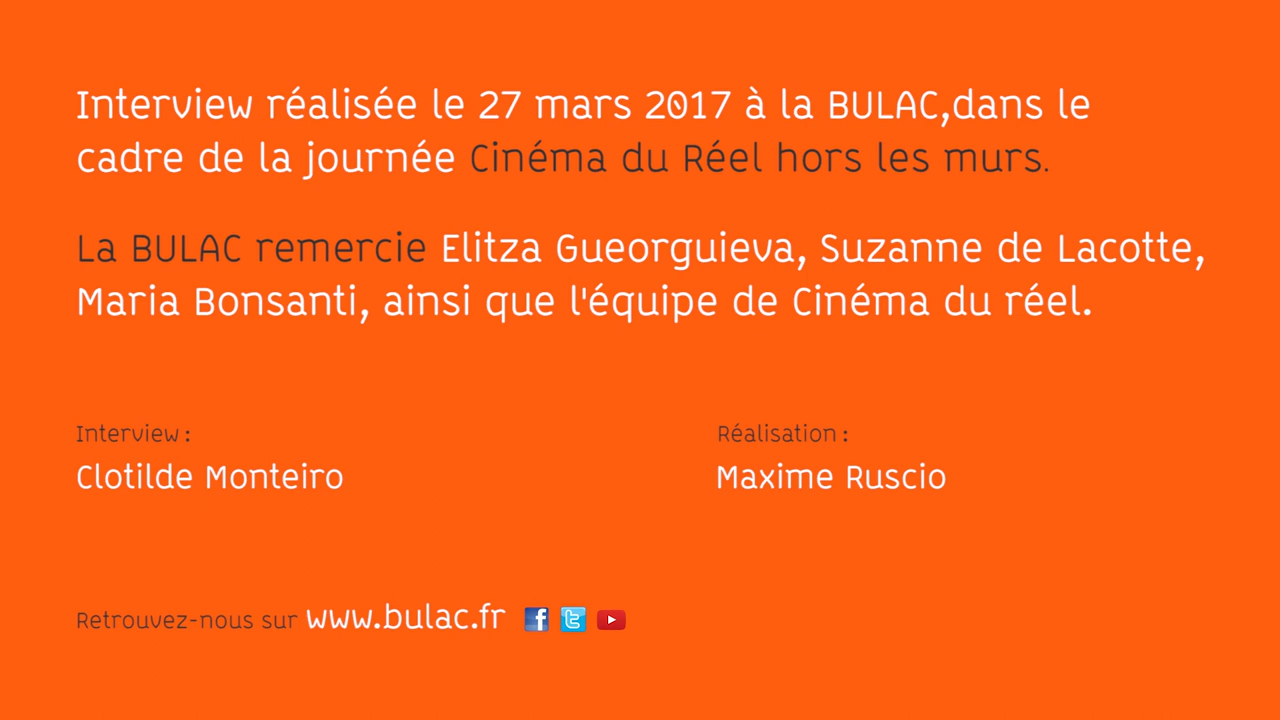 Interview réalisée le 27 mars 2017 à la BULAC,dans le
cadre de la journée Cinéma du Réel hors les murs.
La BULAC remercie Elitza Gueorguieva, Suzanne de Lacotte,
Maria Bonsanti, ainsi que l'équipe de Cinéma du réel.
Interview :
Clotilde Monteiro
Réalisation :
Maxime Ruscio
Retrouvez-nous sur www.bulac.fr